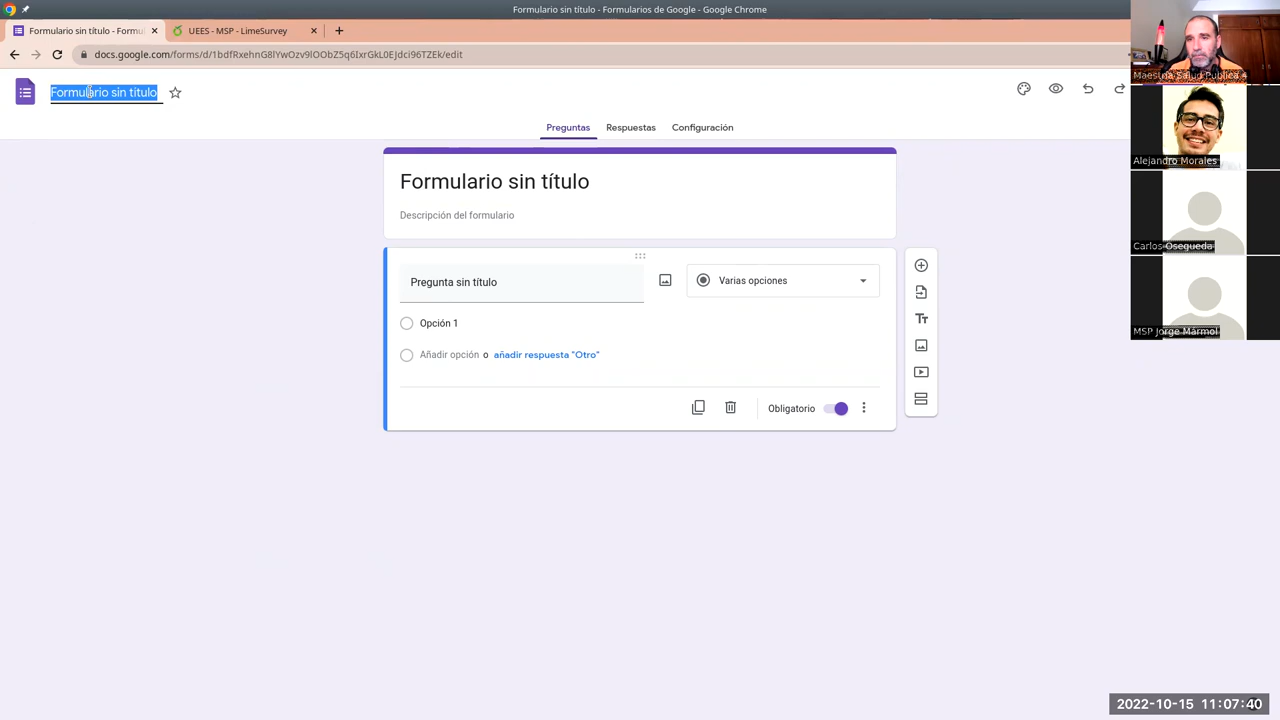 Formulario sin título - Formularios de Google - Google Chrome
Formulario sin título - Formu
UEES - MSP - LimeSurvey
docs.google.com/forms/d/1bdfRxehnG8lYwOzv9lOObZ5q6IxrGkL0EJdci96TZEk/edit
Formulario sin título
Preguntas
Respuestas
Configuración
Formulario sin título
Descripción del formulario
Pregunta sin título
Varias opciones
Opción 1
Añadir opción o añadir respuesta "Otro"
Obligatorio
Tт
Maestria Salud Publica 4
Alejandro Morales
Carlos Osegueda
MSP Jorge Mármol
2022-10-15 11:07:40